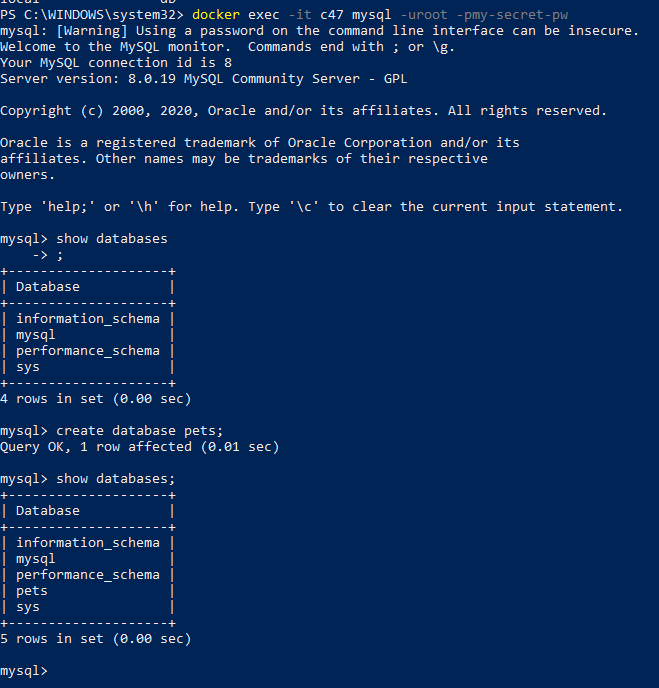 local db
PS C:\WINDOWS\system32> docker exec -it c47 mysql -uroot -pmy-secret-pw
mysql: [Warning] Using a password on the command line interface can be insecure.
Welcome to the MySQL monitor.  Commands end with ; or \g.
Your MySQL connection id is 8
Server version: 8.0.19 MySQL Community Server - GPL

Copyright (c) 2000, 2020, Oracle and/or its affiliates. All rights reserved.

Oracle is a registered trademark of Oracle Corporation and/or its
affiliates. Other names may be trademarks of their respective
owners.

Type 'help;' or '\h' for help. Type '\c' to clear the current input statement.

mysql> show databases
    -> ;
+--------------------+
| Database           |
+--------------------+
| information_schema |
| mysql              |
| performance_schema |
| sys                |
+--------------------+
4 rows in set (0.00 sec)

mysql> create database pets;
Query OK, 1 row affected (0.01 sec)

mysql> show databases;
+--------------------+
| Database           |
+--------------------+
| information_schema |
| mysql              |
| performance_schema |
| pets               |
| sys                |
+--------------------+
5 rows in set (0.00 sec)

mysql>